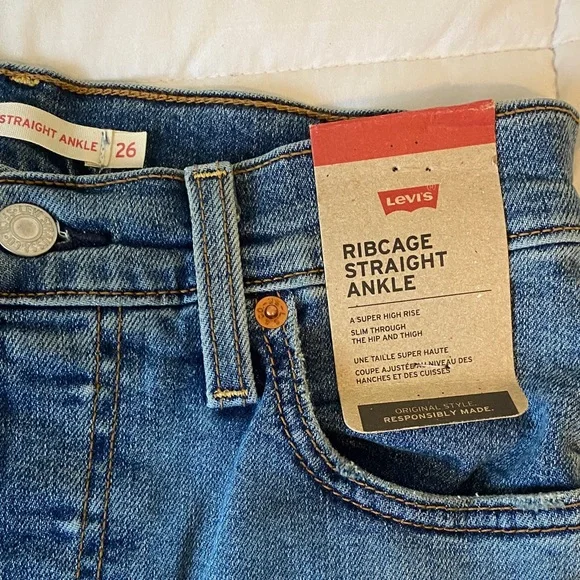 STRAIGHT ANKLE
26
Levi's
RIBCAGE
STRAIGHT
ANKLE
A SUPER HIGH RISE
SLIM THROUGH
THE HIP AND THIGH
UNE TAILLE SUPER HAUTE
COUPE AJUSTÉE AU NIVEAU DES
HANCHES ET DES CUISSES
ORIGINAL STYLE.
RESPONSIBLY MADE.